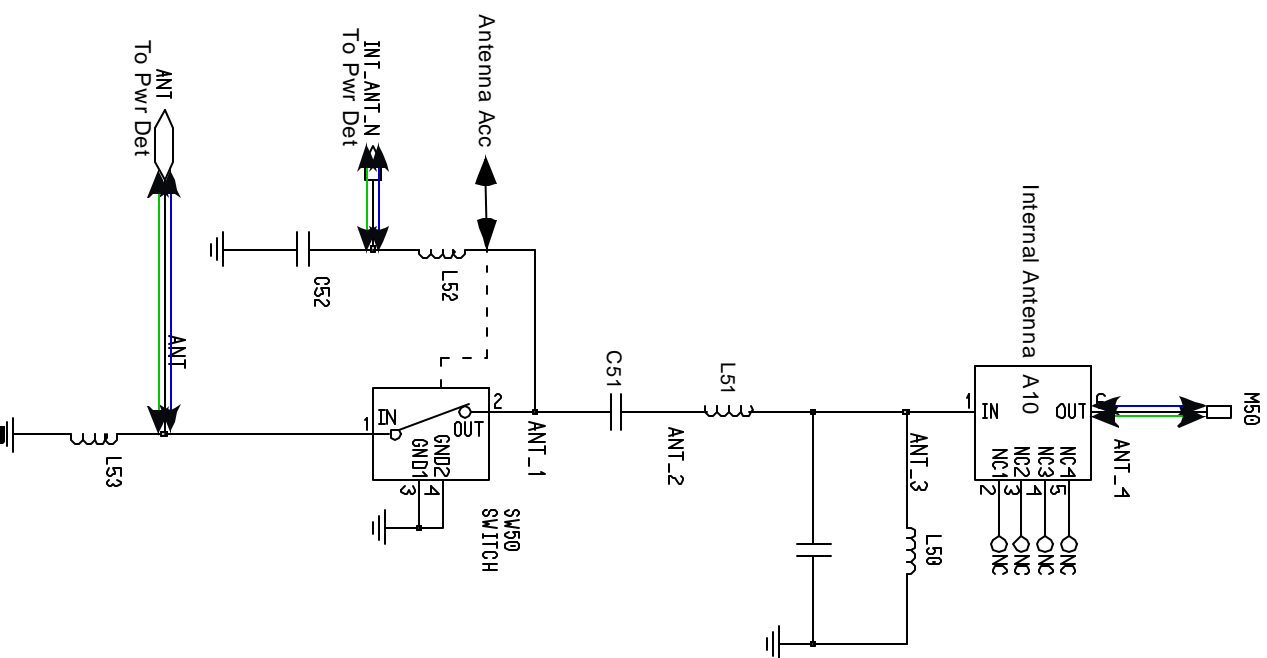 Antenna Acc
INT_ANT_N
To Pwr Det
ANT
To Pwr Det
Internal Antenna A10
M50
L52
C52
ANT
L53
1
IN
2
OUT
GND1
GND2
3
4
SW50
SWITCH
ANT_1
C51
L51
ANT_2
ANT_3
L50
1
IN
OUT
6
ANT_4
NC1
NC2
NC3
NC4
2
3
4
5
NC
NC
NC
NC